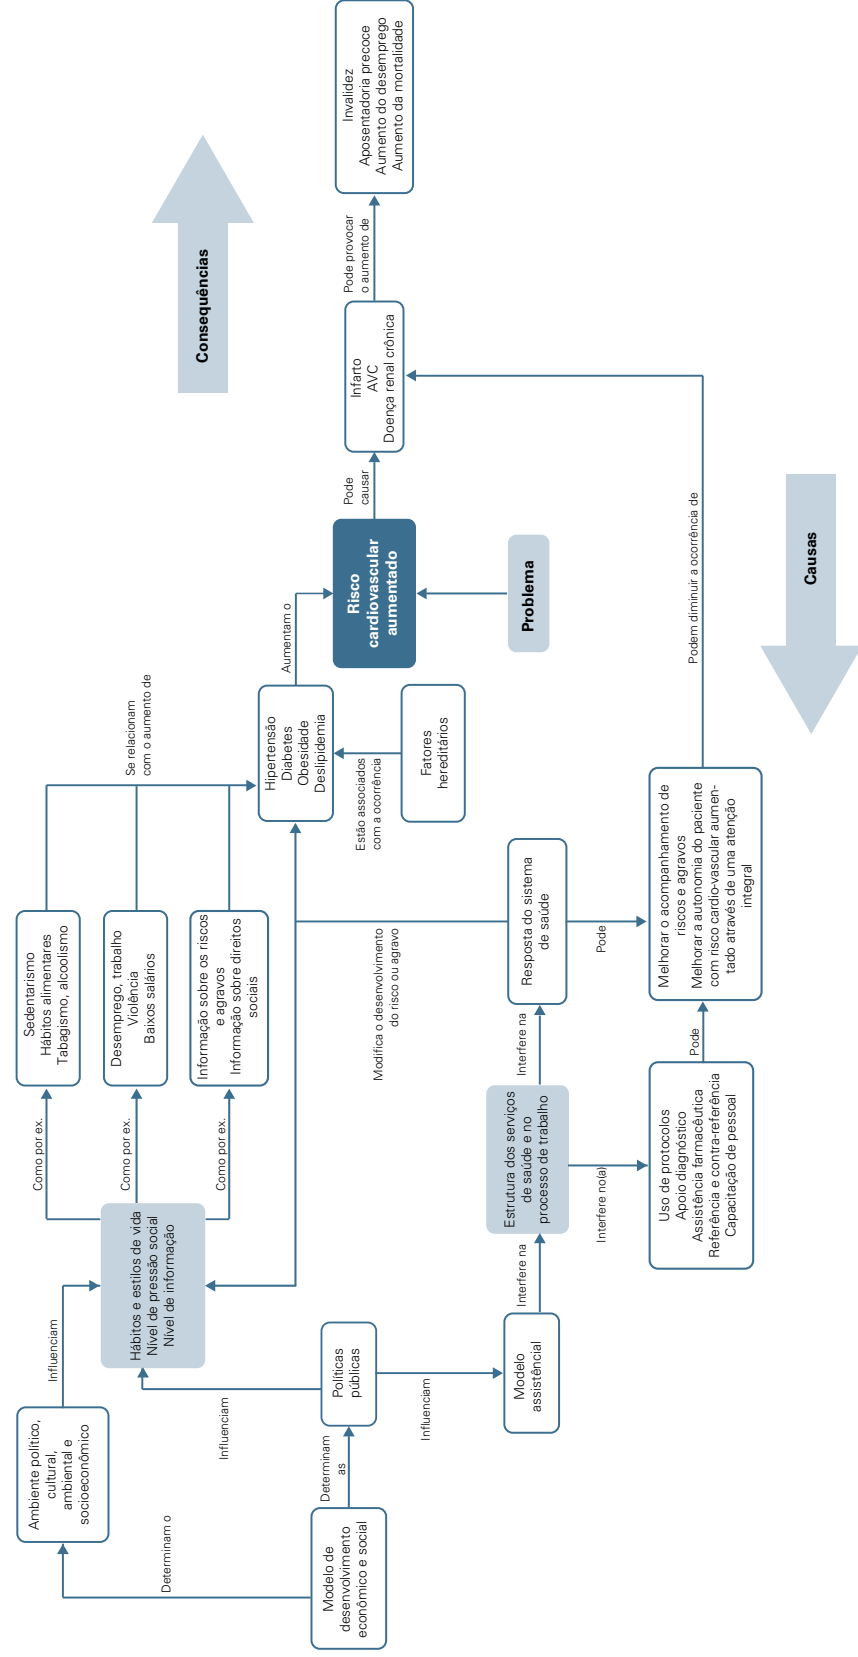 Modelo de
desenvolvimento
econômico e social
Determinam o
Ambiente político,
cultural,
ambiental e
socioeconômico
Determinam
as
Políticas
públicas
Influenciam
Influenciam
Influenciam
Hábitos e estilos de vida
Nível de pressão social
Nível de informação
Modelo
assistêncial
Interfere na
Estrutura dos serviços
de saúde e no
processo de trabalho
Como por ex.
Como por ex.
Como por ex.
Sedentarismo
Hábitos alimentares
Tabagismo, alcoolismo
Desemprego, trabalho
Violência
Baixos salários
Informação sobre os riscos
e agravos
Informação sobre direitos
sociais
Interfere na
Interfere no(a)
Uso de protocolos
Apoio diagnóstico
Assistência farmacêutica
Referência e contra-referência
Capacitação de pessoal
Resposta do sistema
de saúde
Modifica o desenvolvimento
do risco ou agravo
Pode
Pode
Melhorar o acompanhamento de
riscos e agravos
Melhorar a autonomia do paciente
com risco cardio-vascular aumen-
tado através de uma atenção
integral
Se relacionam
com o aumento de
Hipertensão
Diabetes
Obesidade
Deslipidemia
Estão associados
com a ocorrência
Fatores
hereditários
Aumentam o
Risco
cardiovascular
aumentado
Problema
Pode
causar
Podem diminuir a ocorrência de
Infarto
AVC
Doença renal crônica
Pode provocar
o aumento de
Invalidez
Aposentadoria precoce
Aumento do desemprego
Aumento da mortalidade
Consequências
Causas